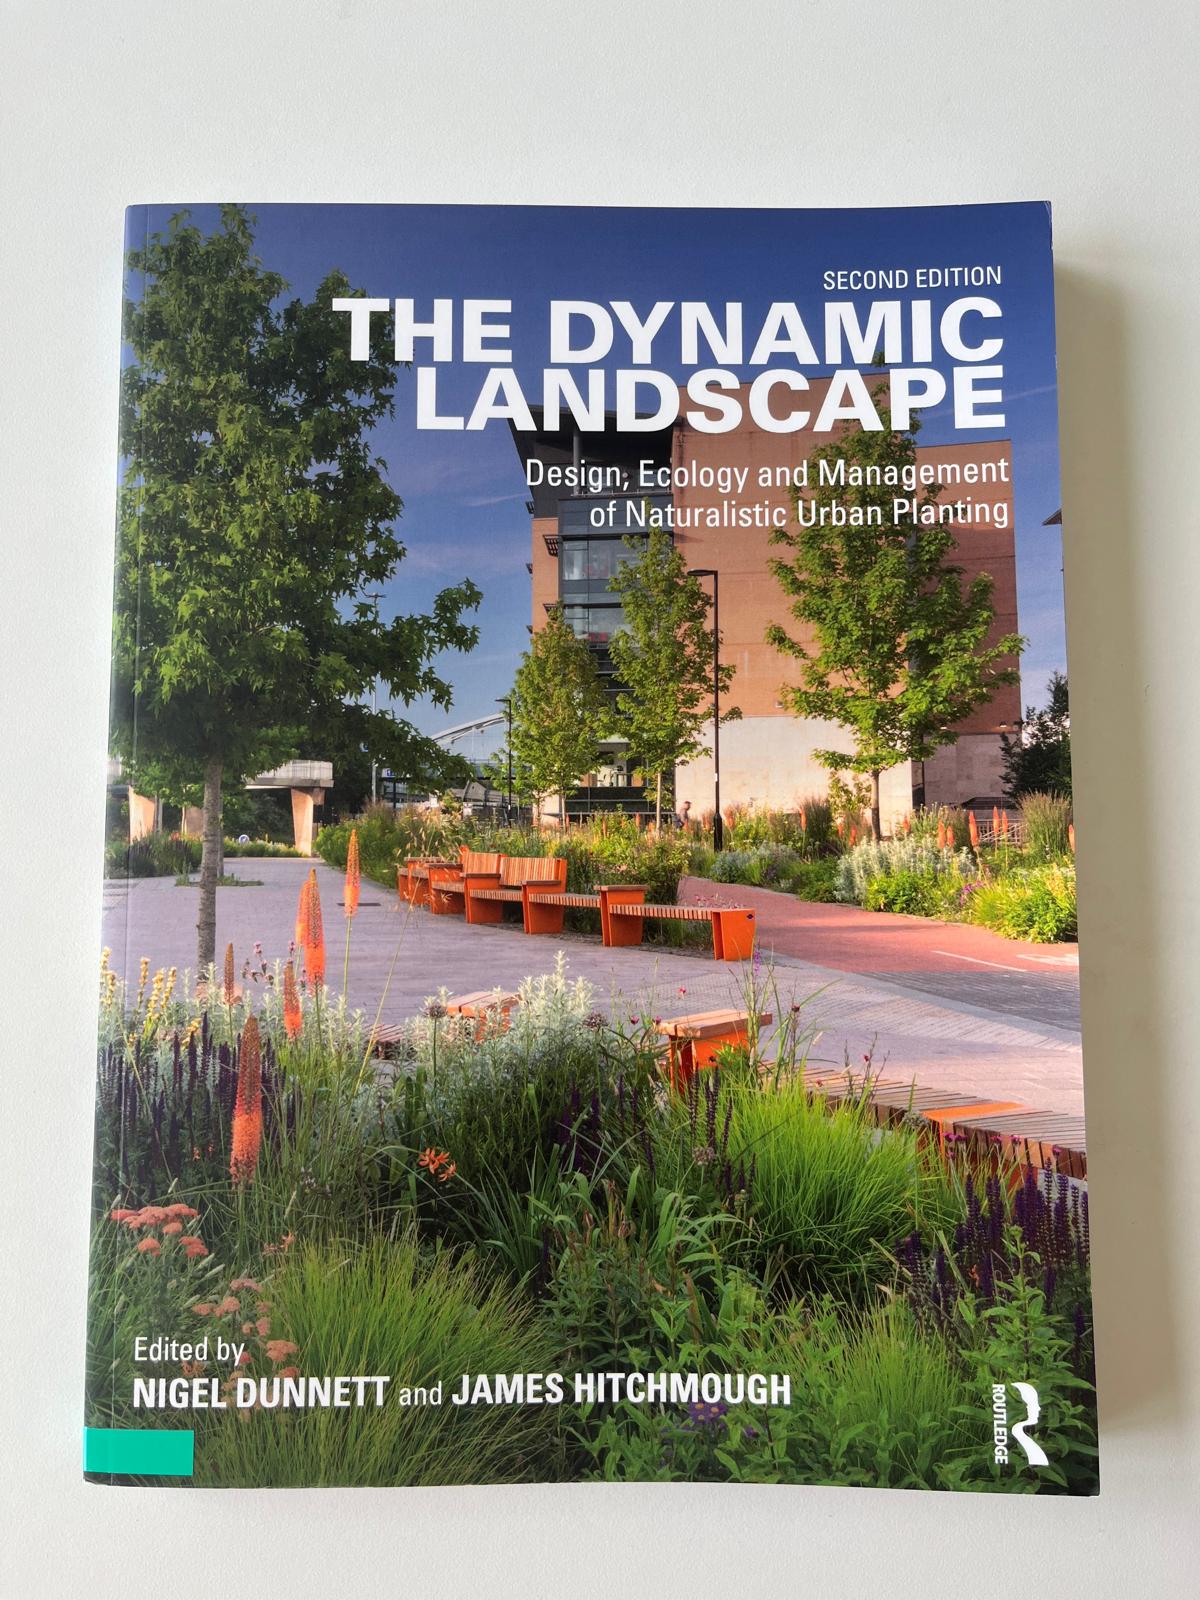 SECOND EDITION
THE DYNAMIC
LANDSCAPE
Design, Ecology and Management
of Naturalistic Urban Planting
Edited by
NIGEL DUNNETT and JAMES HITCHMOUGH
ROUTLEDGE